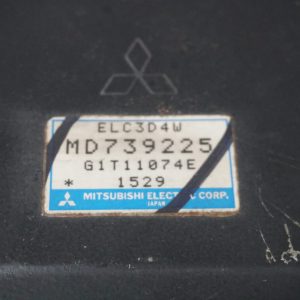 ELC3D4W
MD739225
G1T11074E
* 1529
MITSUBISHI ELECTRIC CORP.
JAPAN